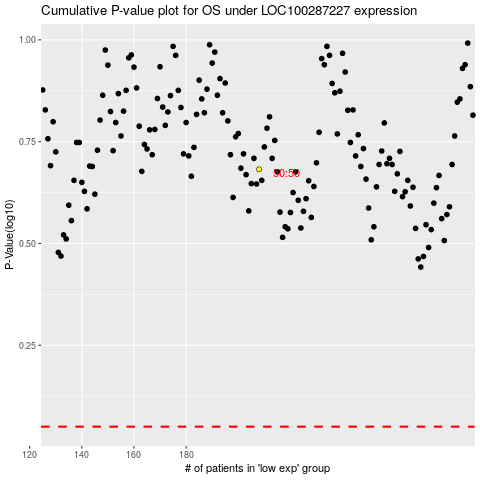 Cumulative P-value plot for OS under LOC100287227 expression
1.00
0.75
0.50
0.25
P-Value(log10)
50:50
120 140 160 180
# of patients in 'low exp' group